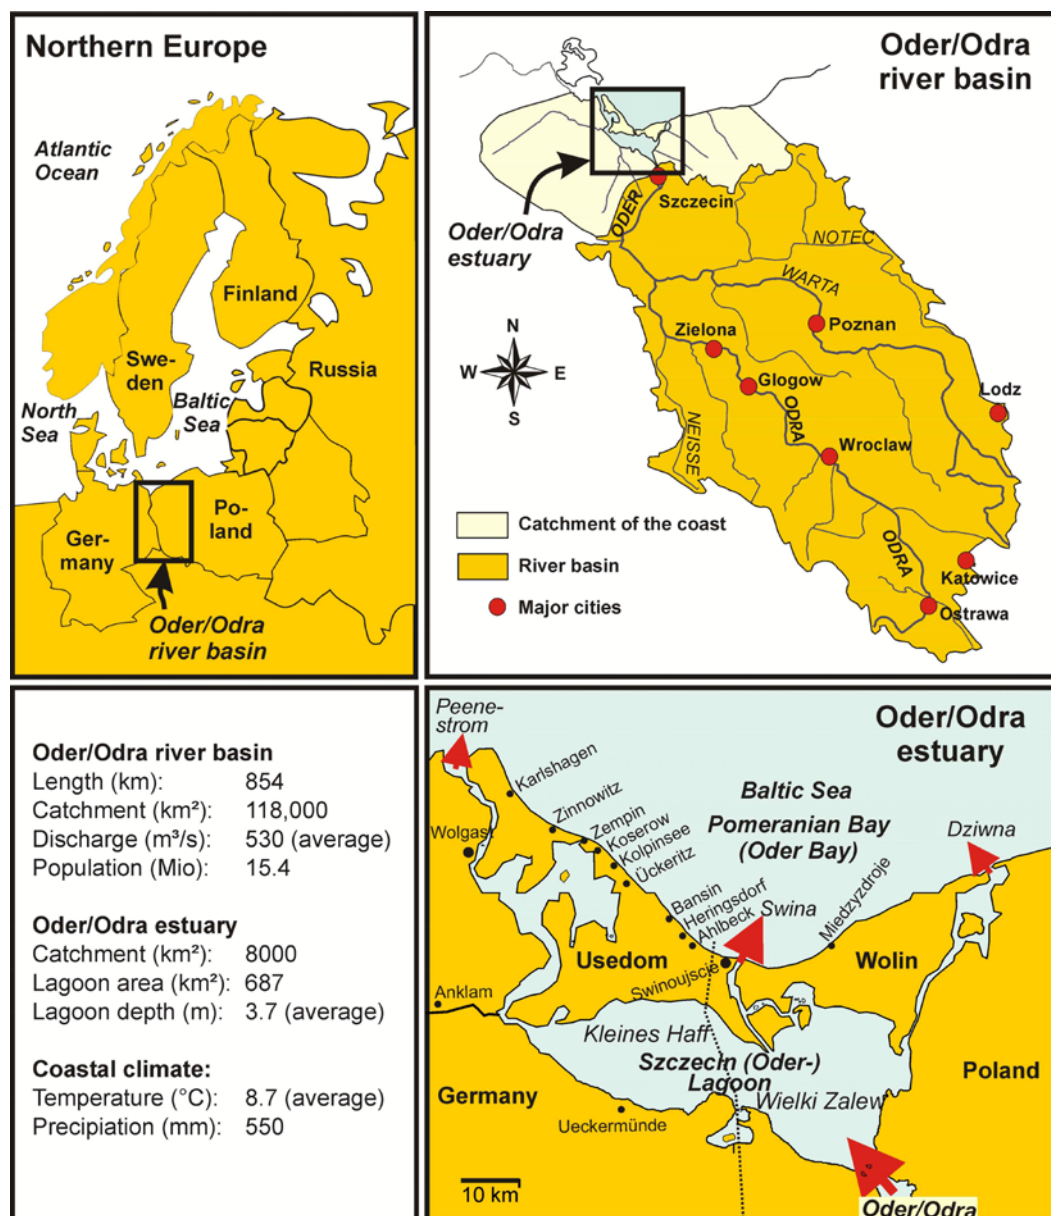 Northern Europe
Atlantic
Ocean
Finland
Swe-
den
Russia
North
Sea
Baltic
Sea
Ger-
many
Po-
land
Oder/Odra
river basin
Oder/Odra
river basin
Oder/Odra
estuary
ODER
Szczecin
NOTEC
WARTA
Zielona
Poznan
Glogow
Lodz
NEISSE
ODRA
Wroclaw
ODRA
Katowice
Ostrawa
N
W
E
S
Catchment of the coast
River basin
Major cities
Oder/Odra river basin
Length (km): 854
Catchment (km²): 118,000
Discharge (m³/s): 530 (average)
Population (Mio): 15.4
Oder/Odra estuary
Catchment (km²): 8000
Lagoon area (km²): 687
Lagoon depth (m): 3.7 (average)
Coastal climate:
Temperature (°C): 8.7 (average)
Precipiation (mm): 550
Oder/Odra
estuary
Peene-
strom
Karlshagen
Zinnowitz
Zempin
Koserow
Kolpinsee
Ückeritz
Wolgast
Baltic Sea
Pomeranian Bay
(Oder Bay)
Dziwna
Bansin
Heringsdorf
Ahlbeck
Swina
Miedzyzdroje
Usedom
Swinoujscie
Wolin
Anklam
Kleines Haff
Szczecin (Oder-)
Lagoon
Wielki Zalew
Germany
Poland
Ueckermünde
10 km
Oder/Odra